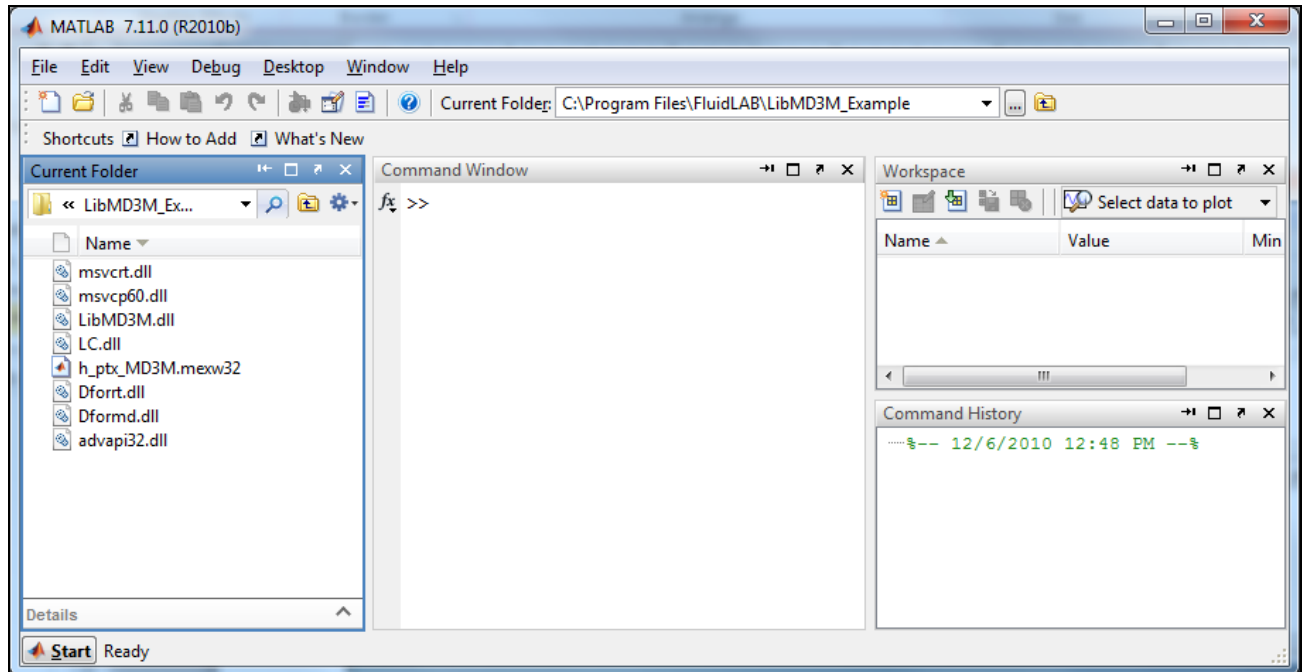 MATLAB 7.11.0 (R2010b)
File Edit View Debug Desktop Window Help
Current Folder: C:\Program Files\FluidLAB\LibMD3M_Example
Shortcuts How to Add What's New
Current Folder
« LibMD3M_Ex...
Name
msvcrt.dll
msvcp60.dll
LibMD3M.dll
LC.dll
h_ptx_MD3M.mexw32
Dforrt.dll
Dformd.dll
advapi32.dll
Details
Command Window
fx >>
Workspace
Select data to plot
Name Value Min
Command History
%-- 12/6/2010 12:48 PM --%
Start Ready